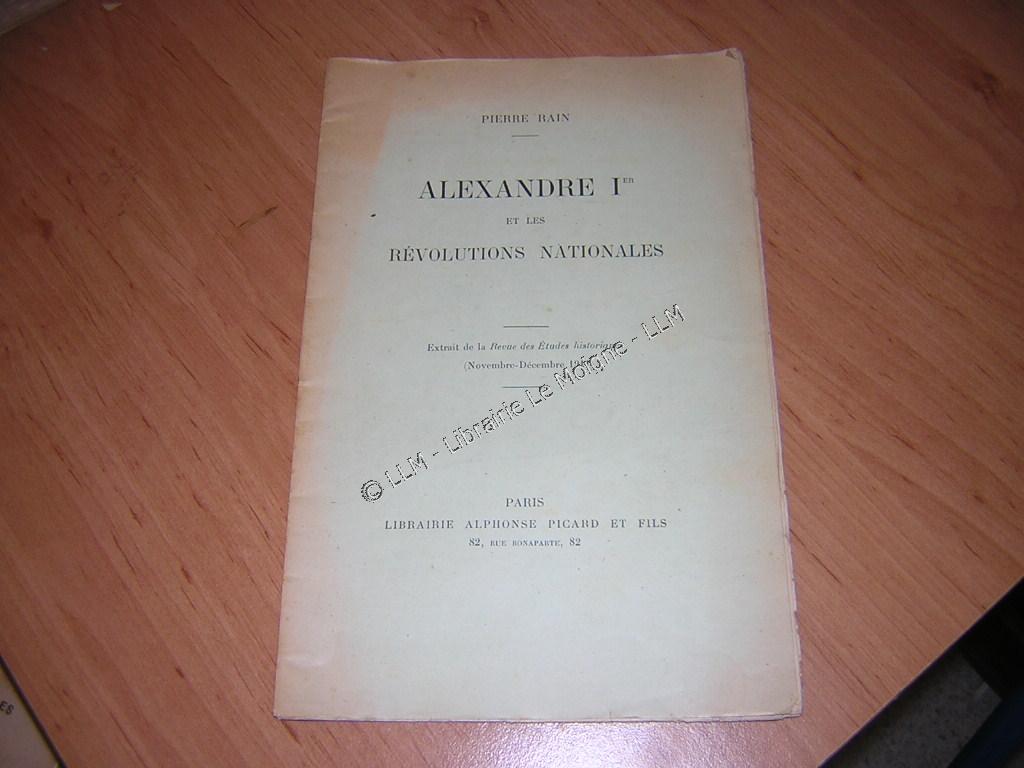 PIERRE RAIN
ALEXANDRE Iᴱᴿ
ET LES
RÉVOLUTIONS NATIONALES
Extrait de la Revue des Études
(Novembre-Décembre
© LLM - Librairie Le Moigne - LLM
PARIS
LIBRAIRIE ALPHONSE PICARD ET FILS
82, RUE BONAPARTE, 82